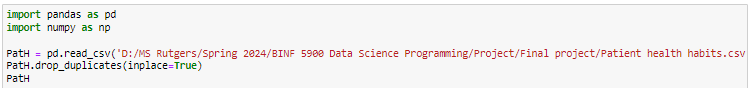 import pandas as pd
import numpy as np
PatH = pd.read_csv('D:/MS Rutgers/Spring 2024/BINF 5900 Data Science Programming/Project/Final project/Patient health habits.csv
PatH.drop_duplicates(inplace=True)
PatH